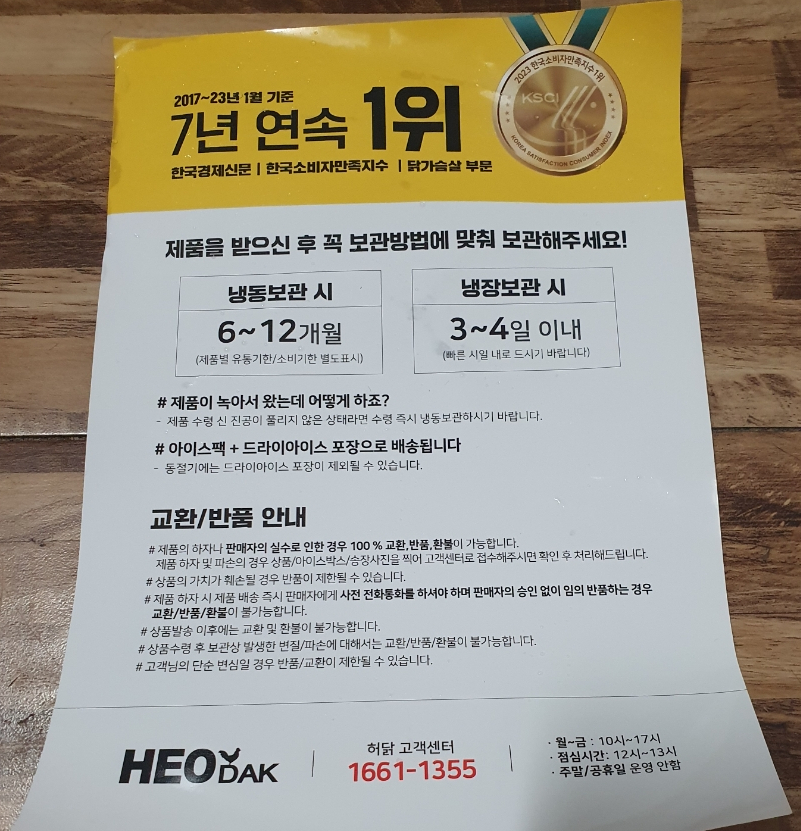 2017~23년 1월 기준
7년 연속 1위
한국경제신문 | 한국소비자만족지수 | 닭가슴살 부문
2023 한국소비자만족지수 1위
KSCI
KOREA SATISFACTION CONSUMER INDEX
제품을 받으신 후 꼭 보관방법에 맞춰 보관해주세요!
냉동보관 시
6~12개월
(제품별 유통기한/소비기한 별도표시)
냉장보관 시
3~4일 이내
(빠른 시일 내로 드시기 바랍니다)
# 제품이 녹아서 왔는데 어떻게 하죠?
- 제품 수령 신 진공이 풀리지 않은 상태라면 수령 즉시 냉동보관하시기 바랍니다.
# 아이스팩 + 드라이아이스 포장으로 배송됩니다
- 동절기에는 드라이아이스 포장이 제외될 수 있습니다.
교환/반품 안내
# 제품의 하자나 판매자의 실수로 인한 경우 100 % 교환,반품,환불이 가능합니다.
제품 하자 및 파손의 경우 상품/아이스박스/송장사진을 찍어 고객센터로 접수해주시면 확인 후 처리해드립니다.
# 상품의 가치가 훼손될 경우 반품이 제한될 수 있습니다.
# 제품 하자 시 제품 배송 즉시 판매자에게 사전 전화통화를 하셔야 하며 판매자의 승인 없이 임의 반품하는 경우
교환/반품/환불이 불가능합니다.
# 상품발송 이후에는 교환 및 환불이 불가능합니다.
# 상품수령 후 보관상 발생한 변질/파손에 대해서는 교환/반품/환불이 불가능합니다.
# 고객님의 단순 변심일 경우 반품/교환이 제한될 수 있습니다.
HEODAK
허닭 고객센터
1661-1355
· 월~금 : 10시~17시
· 점심시간: 12시~13시
· 주말/공휴일 운영 안함